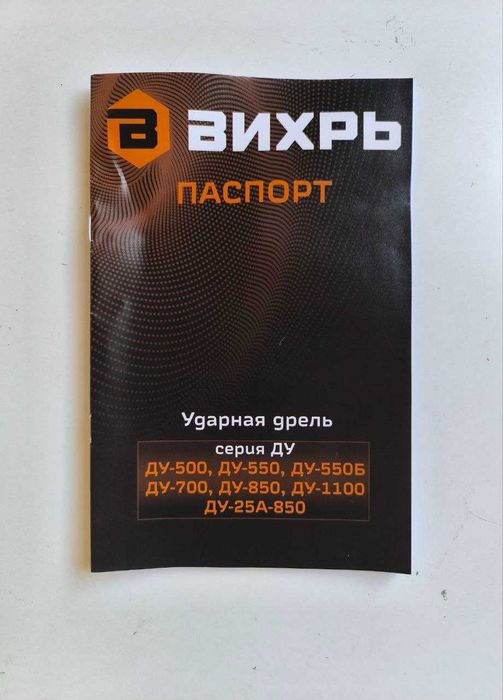 В ВИХРЬ
ПАСПОРТ
Ударная дрель
серия ДУ
ДУ-500, ДУ-550, ДУ-550Б
ДУ-700, ДУ-850, ДУ-1100
ДУ-25А-850